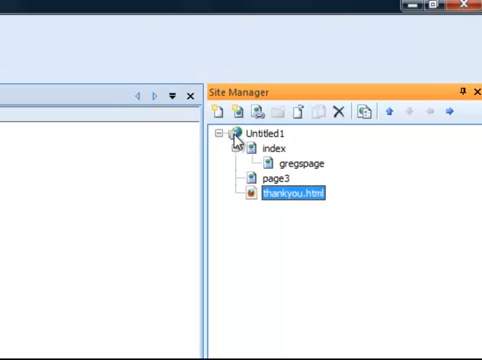 Site Manager
Untitled1
index
gregspage
page3
thankyou.html